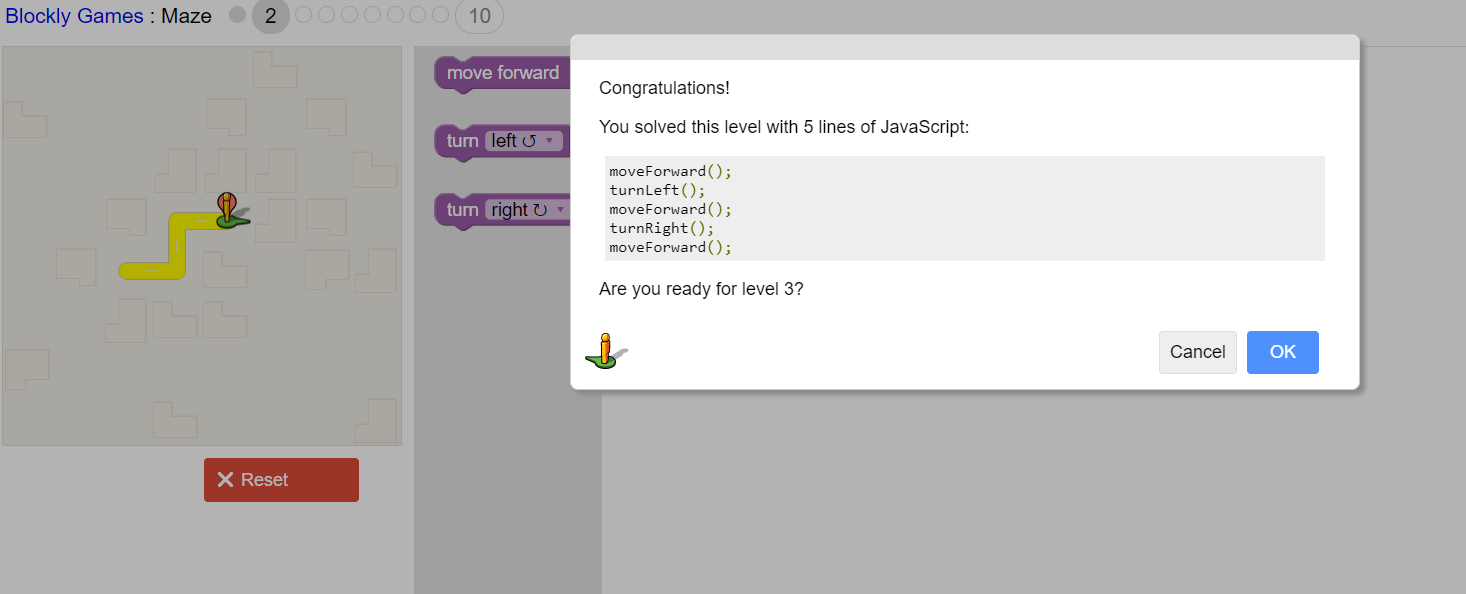 Blockly Games : Maze 2 10
move forward
turn left ↺ ▾
turn right ↻ ▾
Congratulations!
You solved this level with 5 lines of JavaScript:
moveForward();
turnLeft();
moveForward();
turnRight();
moveForward();
Are you ready for level 3?
Cancel OK
Reset